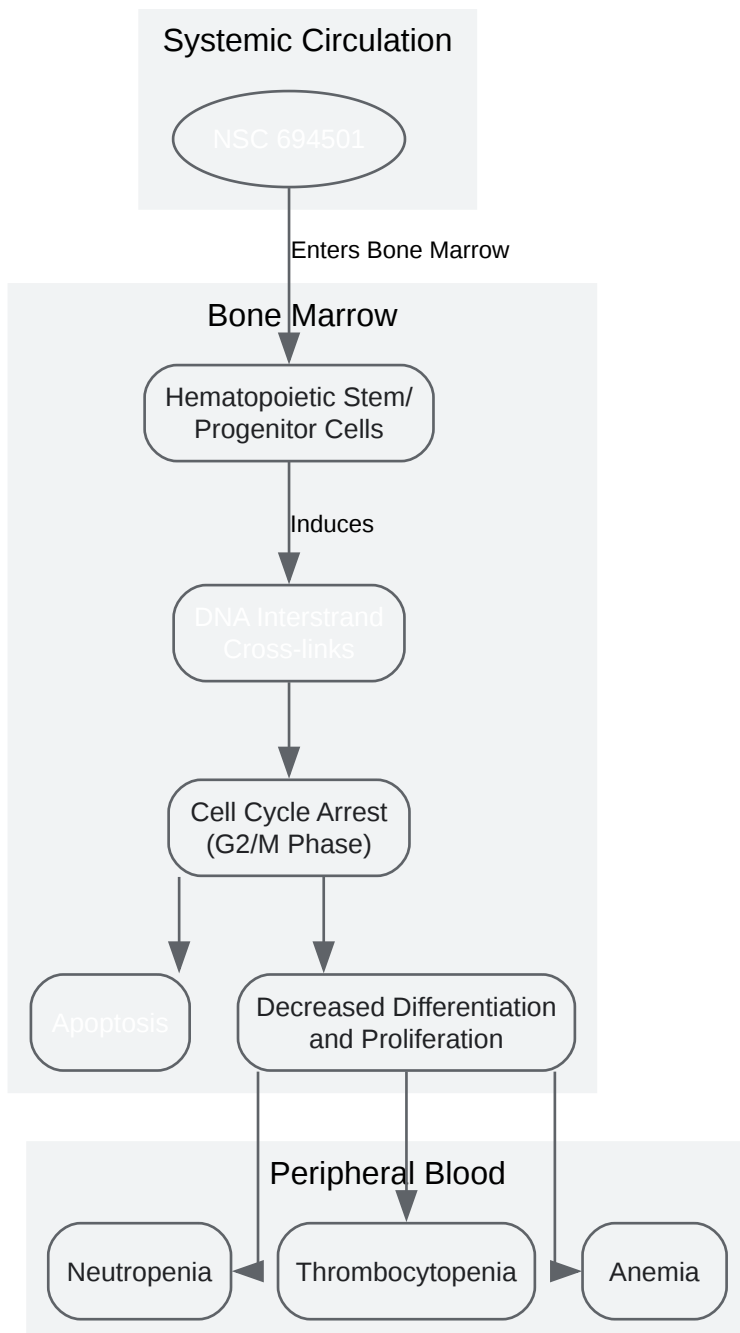 Systemic Circulation
NSC 694501
Enters Bone Marrow
Bone Marrow
Hematopoietic Stem/
Progenitor Cells
Induces
DNA Interstrand
Cross-links
Cell Cycle Arrest
(G2/M Phase)
Apoptosis
Decreased Differentiation
and Proliferation
Peripheral Blood
Neutropenia
Thrombocytopenia
Anemia